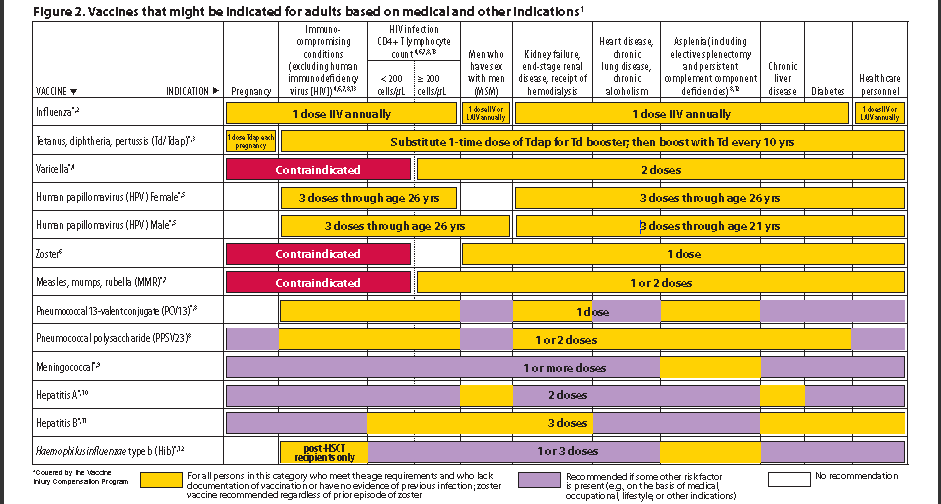 Figure 2. Vaccines that might be indicated for adults based on medical and other indications¹
VACCINE ▼ INDICATION ►
Pregnancy
Immuno-
compromising
conditions
(excluding human
immunodeficiency
virus [HIV])⁴,⁶,⁷,⁸,¹³
HIV infection
CD4+ T lymphocyte
count ⁴,⁶,⁷,⁸,¹³
< 200
cells/μL
≥ 200
cells/μL
Men who
have sex
with men
(MSM)
Kidney failure,
end-stage renal
disease, receipt of
hemodialysis
Heart disease,
chronic
lung disease,
chronic
alcoholism
Asplenia (including
elective splenectomy
and persistent
complement component
deficiencies)⁸,¹²
Chronic
liver
disease
Diabetes
Healthcare
personnel
Influenza*,²
1 dose IIV annually
1 dose IIV or
LAIV annually
1 dose IIV annually
1 dose IIV or
LAIV annually
Tetanus, diphtheria, pertussis (Td/Tdap)*,³
1 dose Tdap each
pregnancy
Substitute 1-time dose of Tdap for Td booster; then boost with Td every 10 yrs
Varicella*,⁴
Contraindicated
2 doses
Human papillomavirus (HPV) Female*,⁵
3 doses through age 26 yrs
3 doses through age 26 yrs
Human papillomavirus (HPV) Male*,⁵
3 doses through age 26 yrs
3 doses through age 21 yrs
Zoster⁶
Contraindicated
1 dose
Measles, mumps, rubella (MMR)*,⁷
Contraindicated
1 or 2 doses
Pneumococcal 13-valent conjugate (PCV13)*,⁸
1 dose
Pneumococcal polysaccharide (PPSV23)⁸
1 or 2 doses
Meningococcal*,⁹
1 or more doses
Hepatitis A*,¹⁰
2 doses
Hepatitis B*,¹¹
3 doses
Haemophilus influenzae type b (Hib)*,¹²
post-HSCT
recipients only
1 or 3 doses
*Covered by the Vaccine
Injury Compensation Program
For all persons in this category who meet the age requirements and who lack
documentation of vaccination or have no evidence of previous infection; zoster
vaccine recommended regardless of prior episode of zoster
Recommended if some other risk factor
is present (e.g., on the basis of medical,
occupational, lifestyle, or other indications)
No recommendation